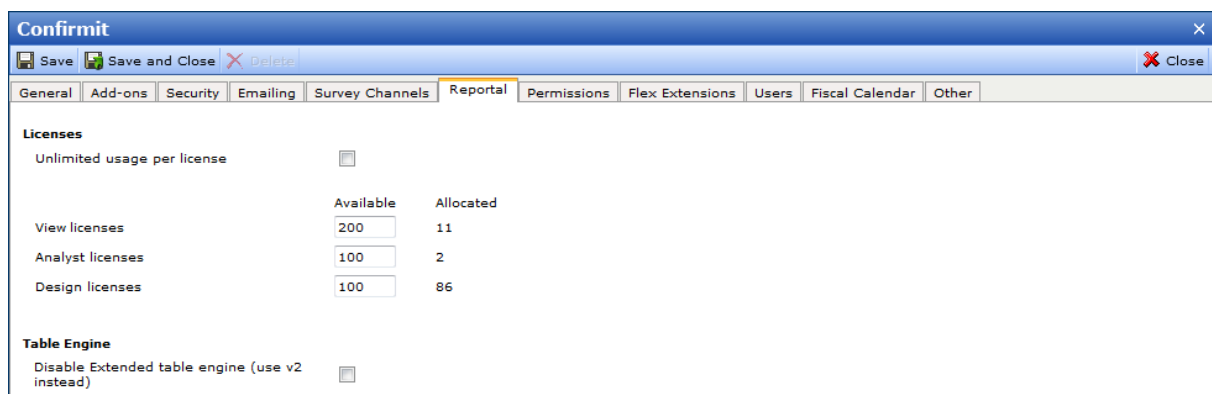 Confirmit
Save Save and Close Delete Close
General Add-ons Security Emailing Survey Channels Reportal Permissions Flex Extensions Users Fiscal Calendar Other
Licenses
Unlimited usage per license
Available Allocated
View licenses 200 11
Analyst licenses 100 2
Design licenses 100 86
Table Engine
Disable Extended table engine (use v2
instead)